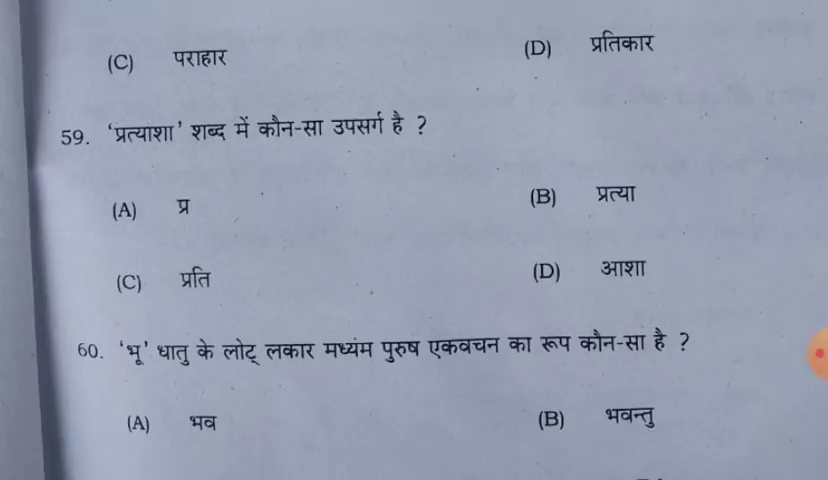 (C) पराहार (D) प्रतिकार
59. 'प्रत्याशा' शब्द में कौन-सा उपसर्ग है ?
(A) प्र (B) प्रत्या
(C) प्रति (D) आशा
60. 'भू' धातु के लोट् लकार मध्यम पुरुष एकवचन का रूप कौन-सा है ?
(A) भव (B) भवन्तु